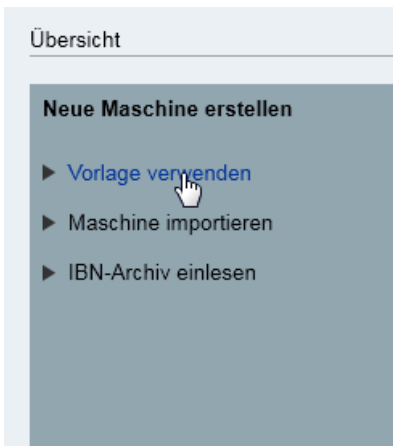 Übersicht
Neue Maschine erstellen
Vorlage verwenden
Maschine importieren
IBN-Archiv einlesen